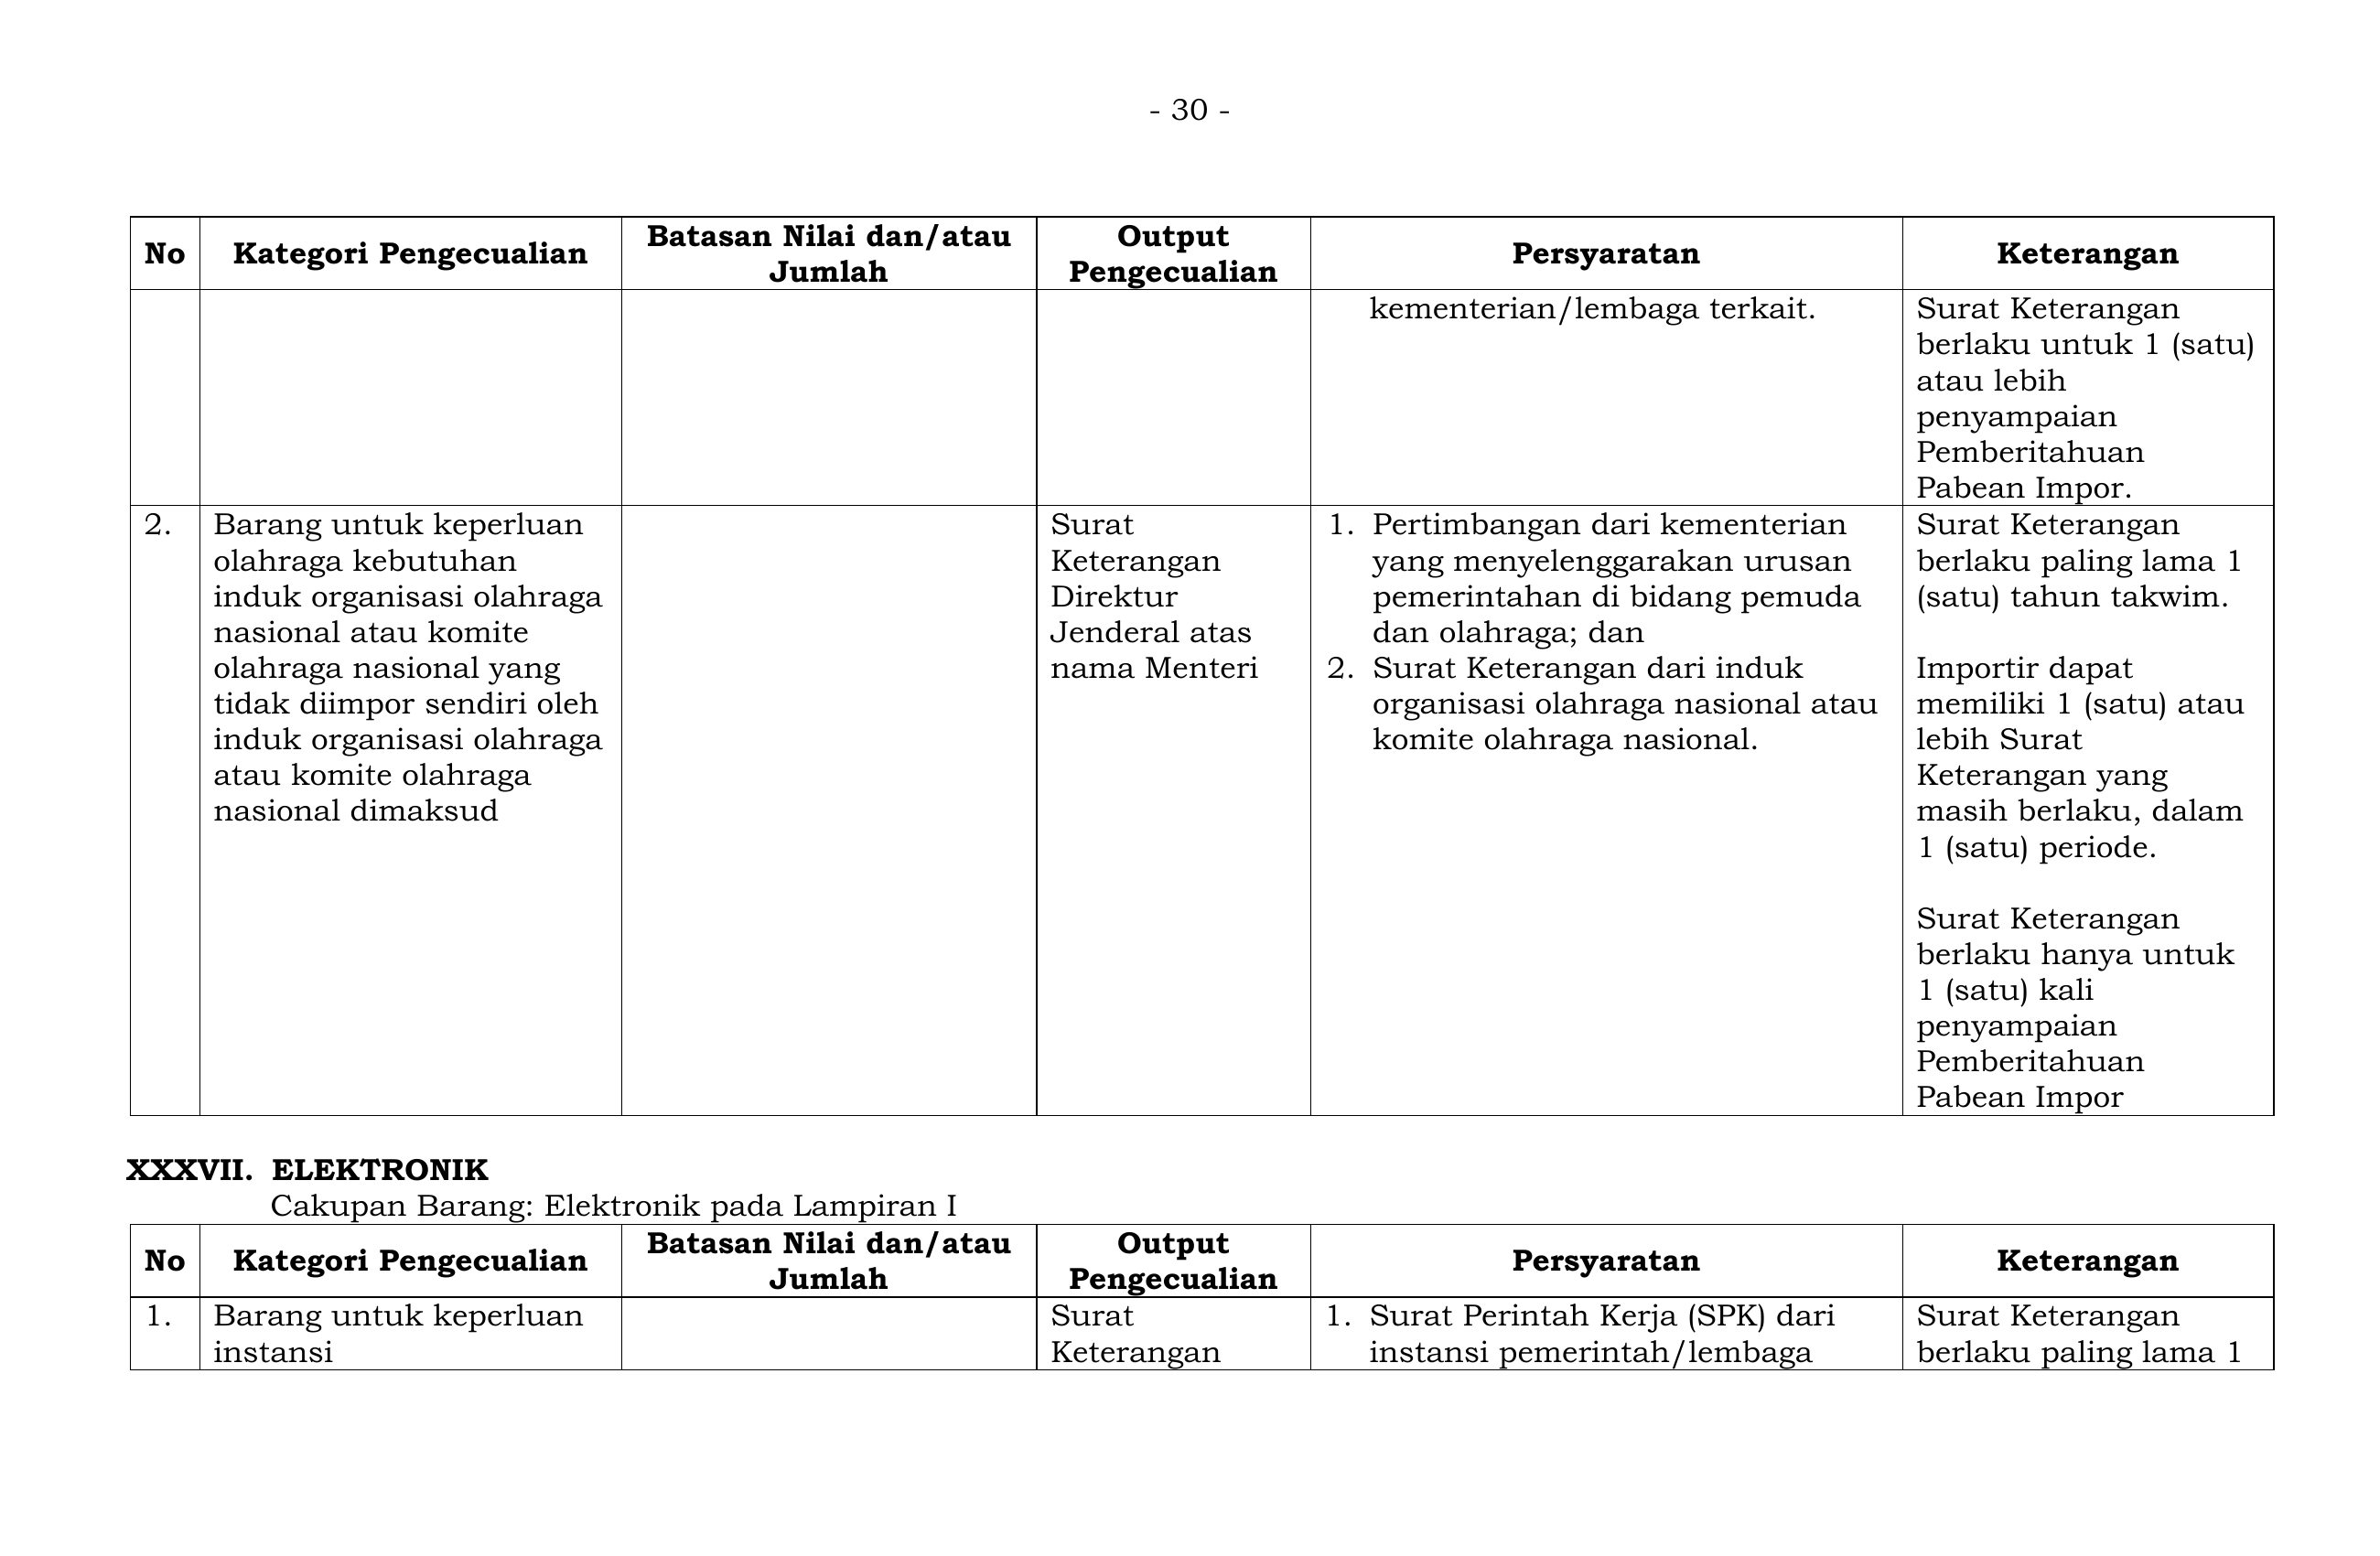 - 30 -
No
Kategori Pengecualian
Batasan Nilai dan/atau
Jumlah
Output
Pengecualian
Persyaratan
Keterangan
kementerian/lembaga terkait.
Surat Keterangan
berlaku untuk 1 (satu)
atau lebih
penyampaian
Pemberitahuan
Pabean Impor.
2.
Barang untuk keperluan
olahraga kebutuhan
induk organisasi olahraga
nasional atau komite
olahraga nasional yang
tidak diimpor sendiri oleh
induk organisasi olahraga
atau komite olahraga
nasional dimaksud
Surat
Keterangan
Direktur
Jenderal atas
nama Menteri
1. Pertimbangan dari kementerian
yang menyelenggarakan urusan
pemerintahan di bidang pemuda
dan olahraga; dan
2. Surat Keterangan dari induk
organisasi olahraga nasional atau
komite olahraga nasional.
Surat Keterangan
berlaku paling lama 1
(satu) tahun takwim.
Importir dapat
memiliki 1 (satu) atau
lebih Surat
Keterangan yang
masih berlaku, dalam
1 (satu) periode.
Surat Keterangan
berlaku hanya untuk
1 (satu) kali
penyampaian
Pemberitahuan
Pabean Impor
XXXVII. ELEKTRONIK
Cakupan Barang: Elektronik pada Lampiran I
No
Kategori Pengecualian
Batasan Nilai dan/atau
Jumlah
Output
Pengecualian
Persyaratan
Keterangan
1.
Barang untuk keperluan
instansi
Surat
Keterangan
1. Surat Perintah Kerja (SPK) dari
instansi pemerintah/lembaga
Surat Keterangan
berlaku paling lama 1